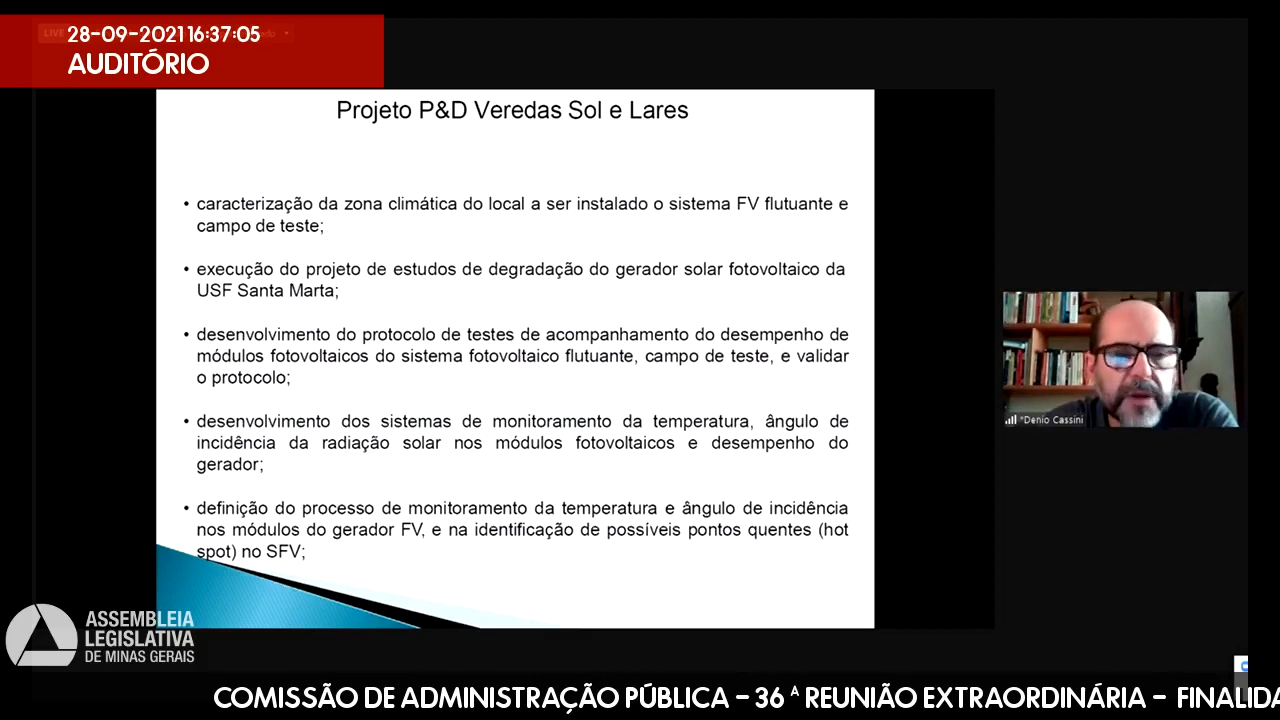 LIVE
28-09-2021 16:37:05
AUDITÓRIO
Projeto P&D Veredas Sol e Lares
• caracterização da zona climática do local a ser instalado o sistema FV flutuante e
campo de teste;
• execução do projeto de estudos de degradação do gerador solar fotovoltaico da
USF Santa Marta;
• desenvolvimento do protocolo de testes de acompanhamento do desempenho de
módulos fotovoltaicos do sistema fotovoltaico flutuante, campo de teste, e validar
o protocolo;
• desenvolvimento dos sistemas de monitoramento da temperatura, ângulo de
incidência da radiação solar nos módulos fotovoltaicos e desempenho do
gerador;
• definição do processo de monitoramento da temperatura e ângulo de incidência
nos módulos do gerador FV, e na identificação de possíveis pontos quentes (hot
spot) no SFV;
*Denio Cassini
ASSEMBLEIA
LEGISLATIVA
DE MINAS GERAIS
COMISSÃO DE ADMINISTRAÇÃO PÚBLICA - 36 ª REUNIÃO EXTRAORDINÁRIA - FINALIDA